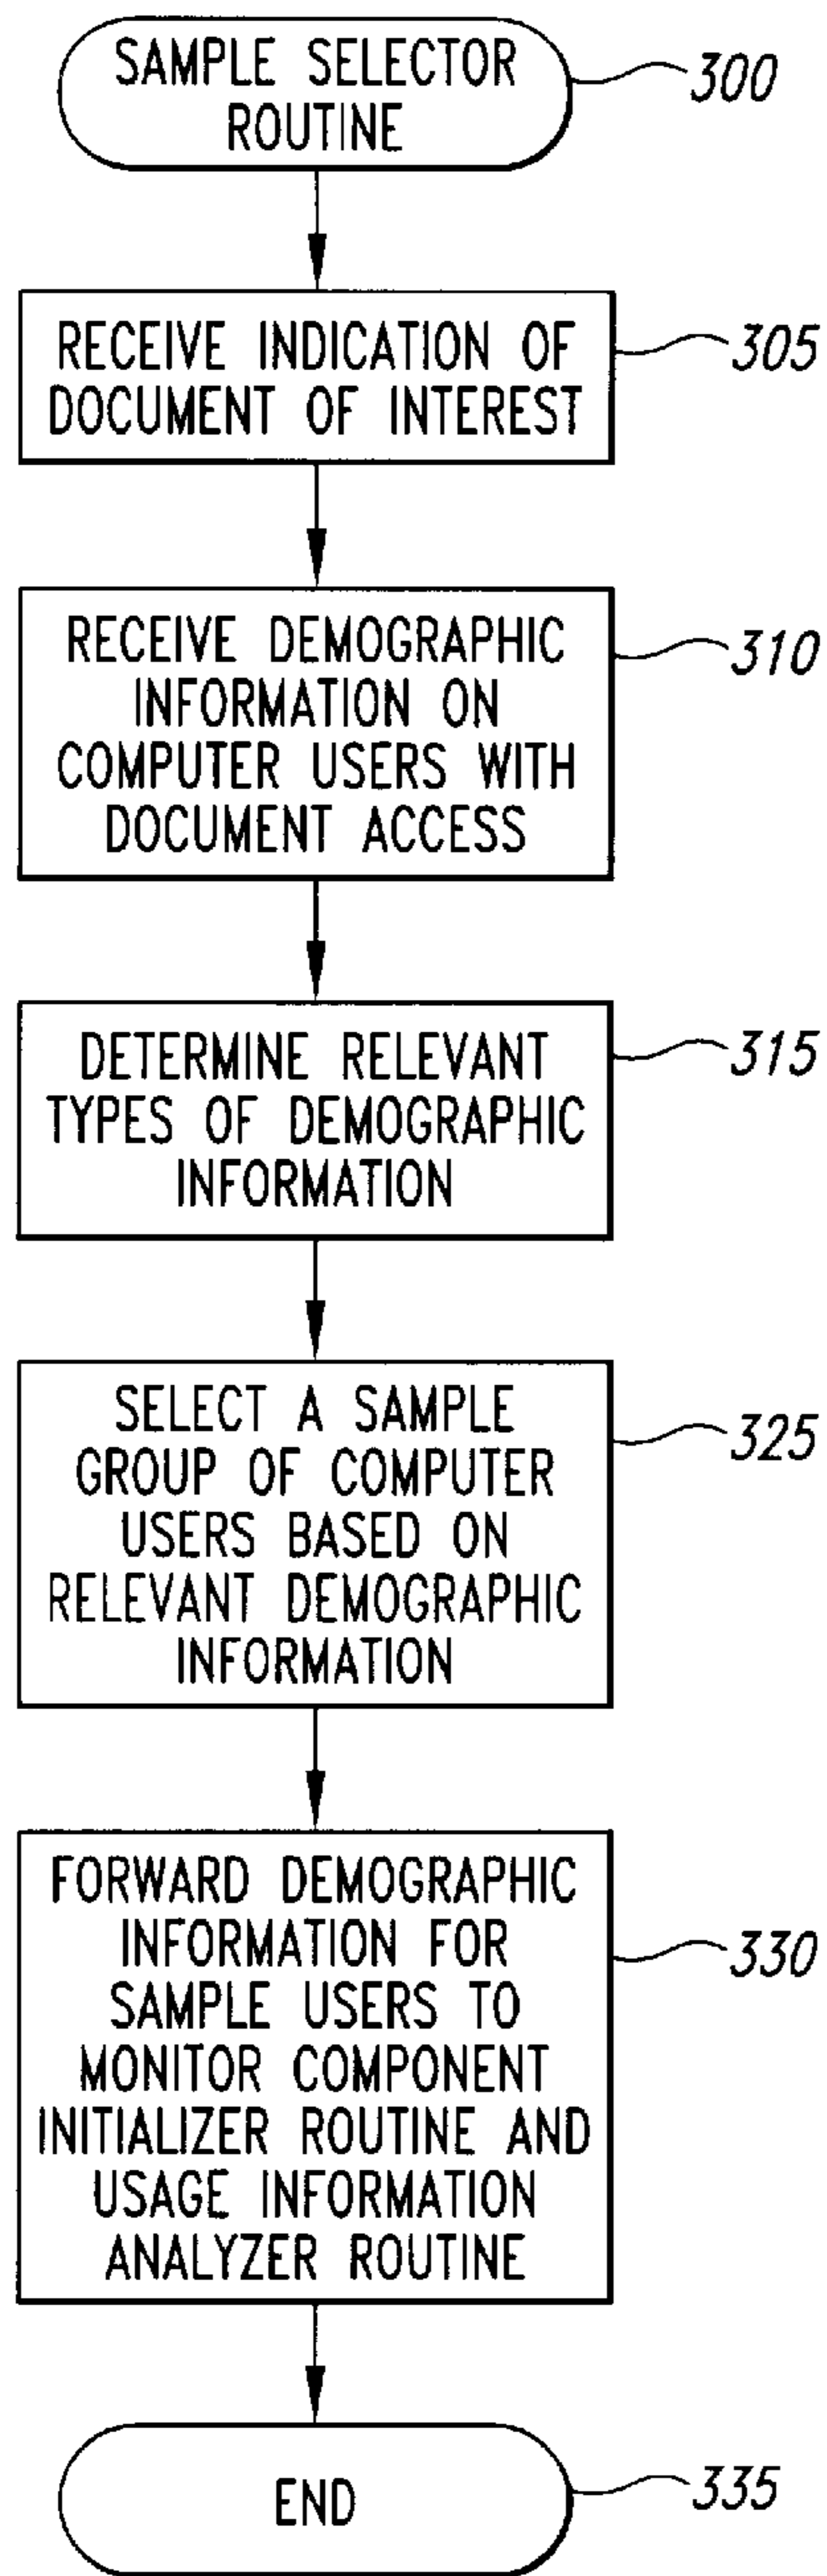 SAMPLE SELECTOR
ROUTINE
300
RECEIVE INDICATION OF
DOCUMENT OF INTEREST
305
RECEIVE DEMOGRAPHIC
INFORMATION ON
COMPUTER USERS WITH
DOCUMENT ACCESS
310
DETERMINE RELEVANT
TYPES OF DEMOGRAPHIC
INFORMATION
315
SELECT A SAMPLE
GROUP OF COMPUTER
USERS BASED ON
RELEVANT DEMOGRAPHIC
INFORMATION
325
FORWARD DEMOGRAPHIC
INFORMATION FOR
SAMPLE USERS TO
MONITOR COMPONENT
INITIALIZER ROUTINE AND
USAGE INFORMATION
ANALYZER ROUTINE
330
END
335